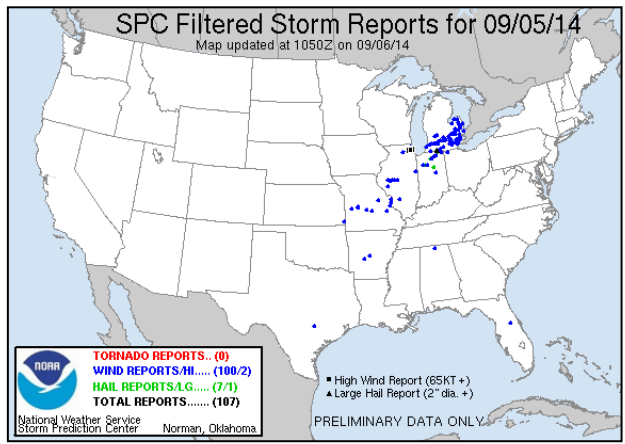 SPC Filtered Storm Reports for 09/05/14
Map updated at 1050Z on 09/06/14
NOAA
TORNADO REPORTS.. (0)
WIND REPORTS/HI..... (100/2)
HAIL REPORTS/LG..... (7/1)
TOTAL REPORTS....... (107)
National Weather Service
Storm Prediction Center Norman, Oklahoma
High Wind Report (65KT +)
Large Hail Report (2" dia. +)
PRELIMINARY DATA ONLY